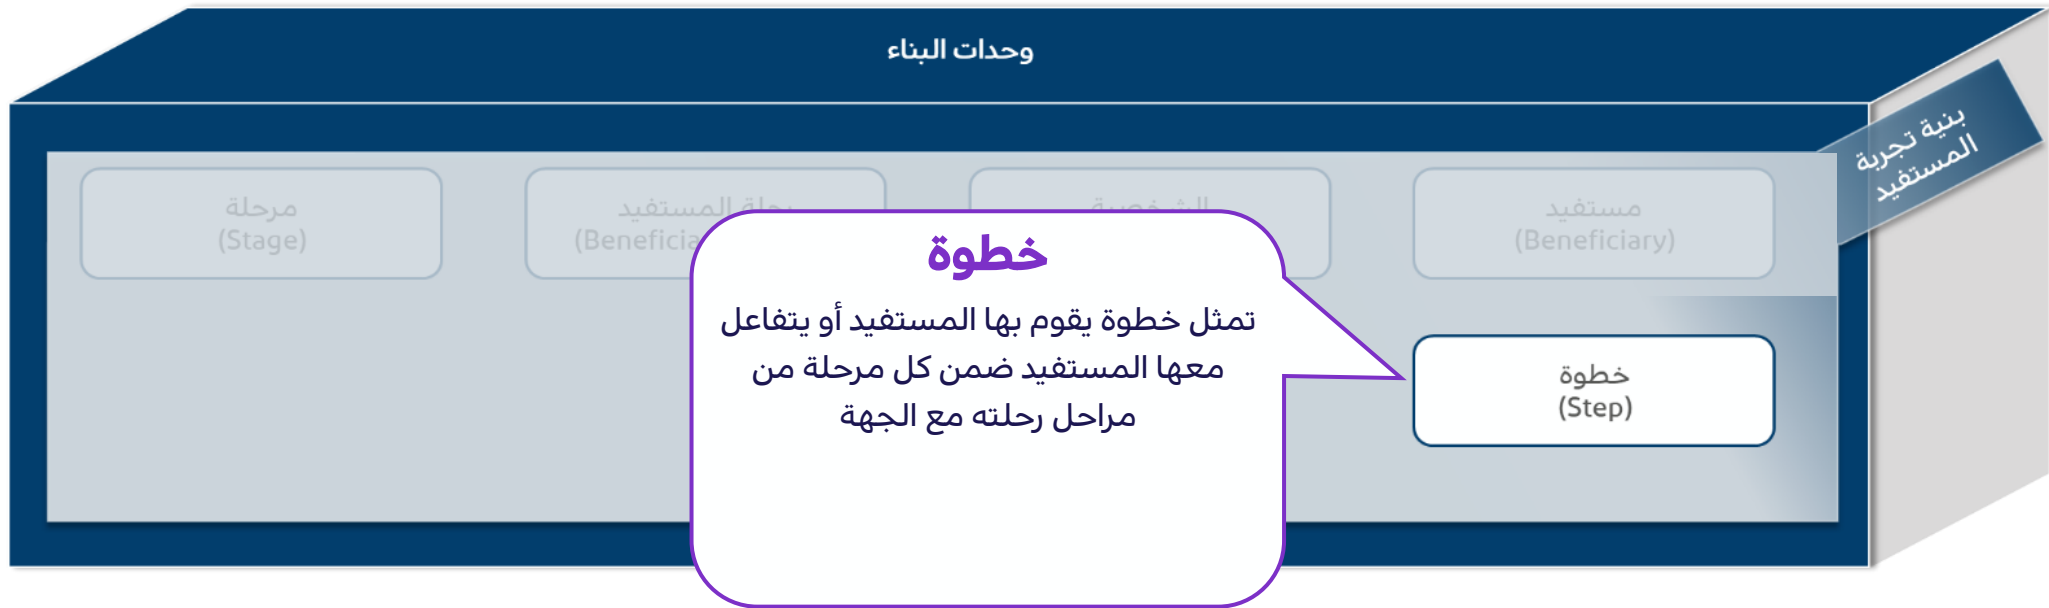 وحدات البناء
بنية تجربة
المستفيد
مستفيد
(Beneficiary)
المستفيد
مرحلة
(Stage)
خطوة
تمثل خطوة يقوم بها المستفيد أو يتفاعل
معها المستفيد ضمن كل مرحلة من
مراحل رحلته مع الجهة
خطوة
(Step)